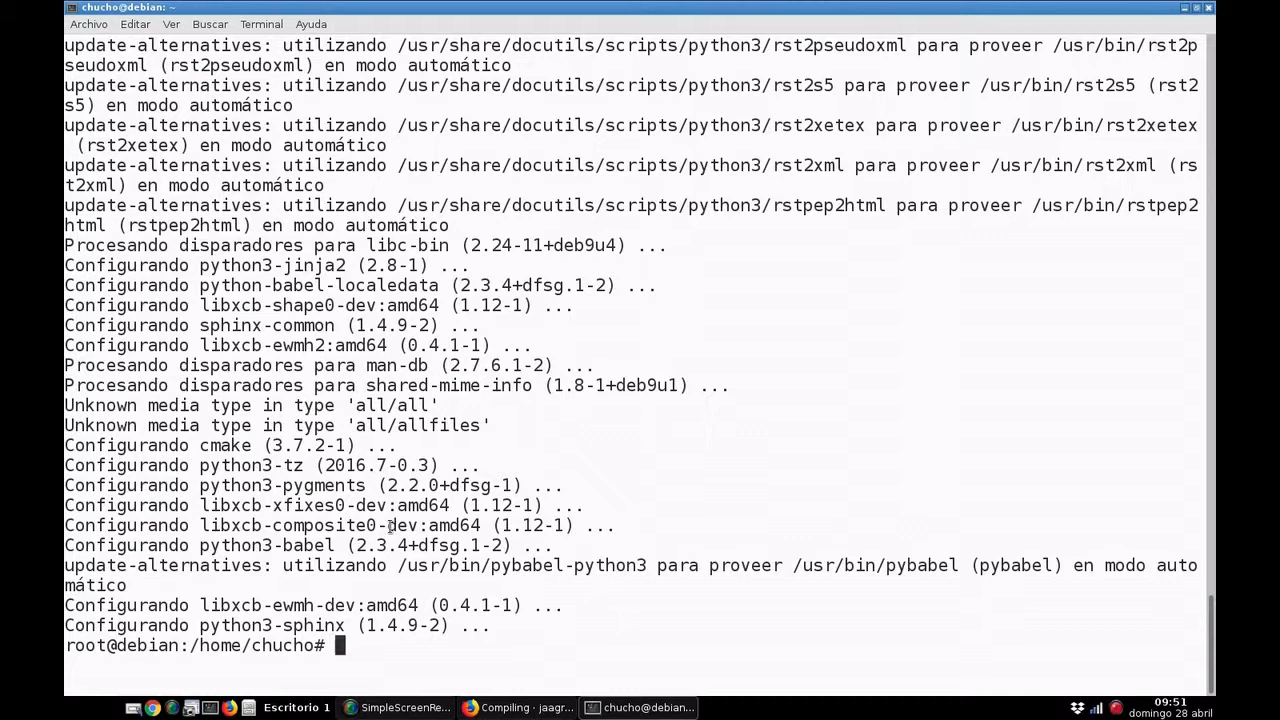 chucho@debian: ~
Archivo Editar Ver Buscar Terminal Ayuda
update-alternatives: utilizando /usr/share/docutils/scripts/python3/rst2pseudoxml para proveer /usr/bin/rst2p
seudoxml (rst2pseudoxml) en modo automático
update-alternatives: utilizando /usr/share/docutils/scripts/python3/rst2s5 para proveer /usr/bin/rst2s5 (rst2
s5) en modo automático
update-alternatives: utilizando /usr/share/docutils/scripts/python3/rst2xetex para proveer /usr/bin/rst2xetex
(rst2xetex) en modo automático
update-alternatives: utilizando /usr/share/docutils/scripts/python3/rst2xml para proveer /usr/bin/rst2xml (rs
t2xml) en modo automático
update-alternatives: utilizando /usr/share/docutils/scripts/python3/rstpep2html para proveer /usr/bin/rstpep2
html (rstpep2html) en modo automático
Procesando disparadores para libc-bin (2.24-11+deb9u4) ...
Configurando python3-jinja2 (2.8-1) ...
Configurando python-babel-localedata (2.3.4+dfsg.1-2) ...
Configurando libxcb-shape0-dev:amd64 (1.12-1) ...
Configurando sphinx-common (1.4.9-2) ...
Configurando libxcb-ewmh2:amd64 (0.4.1-1) ...
Procesando disparadores para man-db (2.7.6.1-2) ...
Procesando disparadores para shared-mime-info (1.8-1+deb9u1) ...
Unknown media type in type 'all/all'
Unknown media type in type 'all/allfiles'
Configurando cmake (3.7.2-1) ...
Configurando python3-tz (2016.7-0.3) ...
Configurando python3-pygments (2.2.0+dfsg-1) ...
Configurando libxcb-xfixes0-dev:amd64 (1.12-1) ...
Configurando libxcb-composite0-dev:amd64 (1.12-1) ...
Configurando python3-babel (2.3.4+dfsg.1-2) ...
update-alternatives: utilizando /usr/bin/pybabel-python3 para proveer /usr/bin/pybabel (pybabel) en modo auto
mático
Configurando libxcb-ewmh-dev:amd64 (0.4.1-1) ...
Configurando python3-sphinx (1.4.9-2) ...
root@debian:/home/chucho#
Escritorio 1 SimpleScreenRe... Compiling · jaagr... chucho@debian... 09:51
domingo 28 abril